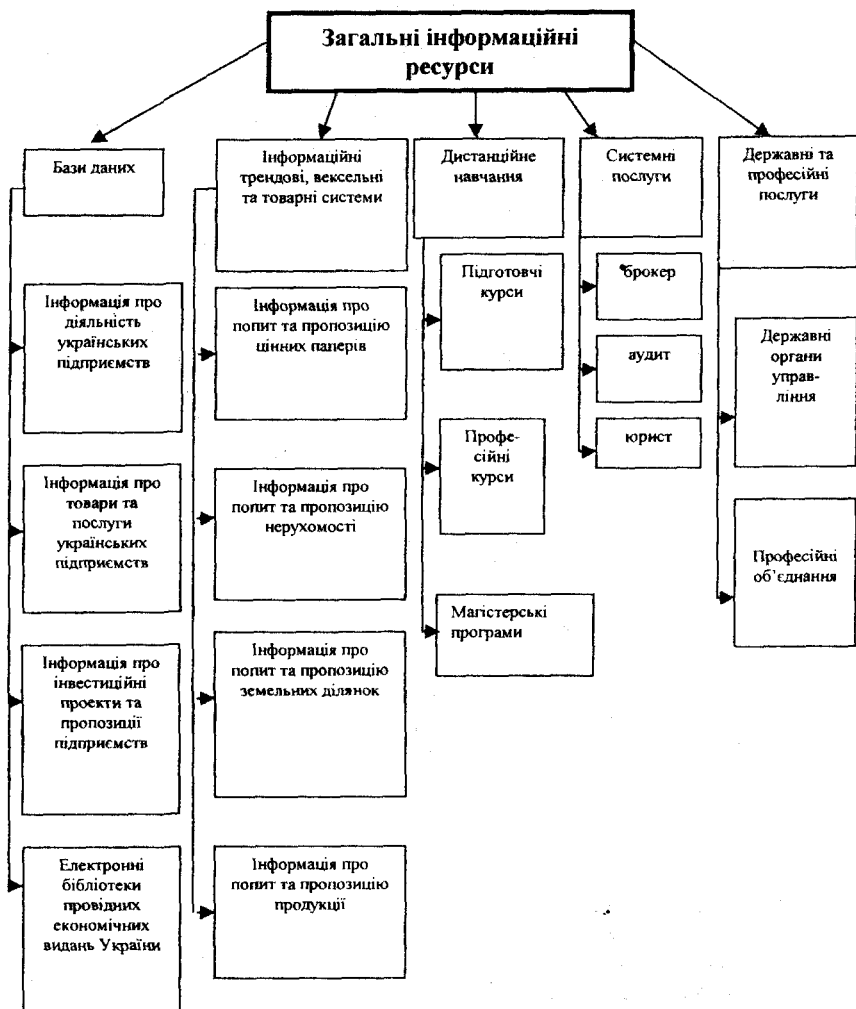 Загальні інформаційні
ресурси
Бази даних
Інформаційні
трендові, вексельні
та товарні системи
Дистанційне
навчання
Системні
послуги
Державні та
професійні
послуги
Інформація про
діяльність
українських
підприємств
Інформація про
товари та
послуги
українських
підприємств
Інформація про
інвестиційні
проекти та
пропозиції
підприємств
Електронні
бібліотеки
провідних
економічних
видань України
Інформація про
попит та пропозицію
цінних паперів
Інформація про
попит та пропозицію
нерухомості
Інформація про
попит та пропозицію
земельних ділянок
Інформація про
попит та пропозицію
продукції
Підготовчі
курси
Профе-
сійні
курси
Магістерські
програми
брокер
аудит
юрист
Державні
органи
управ-
ління
Професійні
об’єднання